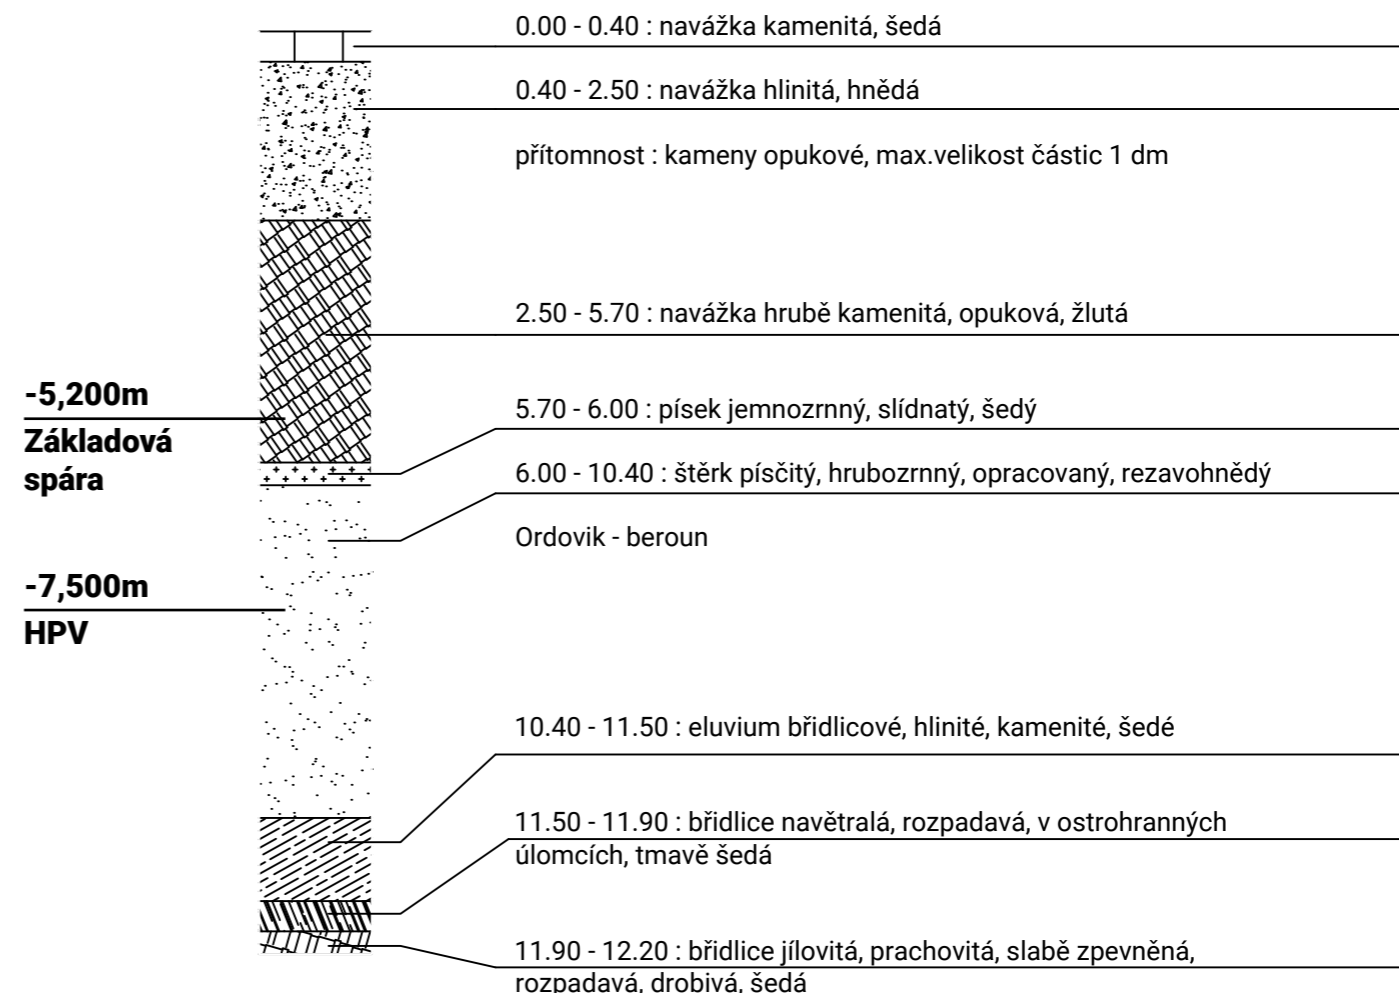 0.00 - 0.40 : navážka kamenitá, šedá
0.40 - 2.50 : navážka hlinitá, hnědá
přítomnost : kameny opukové, max.velikost částic 1 dm
2.50 - 5.70 : navážka hrubě kamenitá, opuková, žlutá
-5,200m
Základová
spára
5.70 - 6.00 : písek jemnozrnný, slídnatý, šedý
6.00 - 10.40 : štěrk písčitý, hrubozrnný, opracovaný, rezavohnědý
Ordovik - beroun
-7,500m
HPV
10.40 - 11.50 : eluvium břidlicové, hlinité, kamenité, šedé
11.50 - 11.90 : břidlice navětralá, rozpadavá, v ostrohranných
úlomcích, tmavě šedá
11.90 - 12.20 : břidlice jílovitá, prachovitá, slabě zpevněná,
rozpadavá, drobivá, šedá